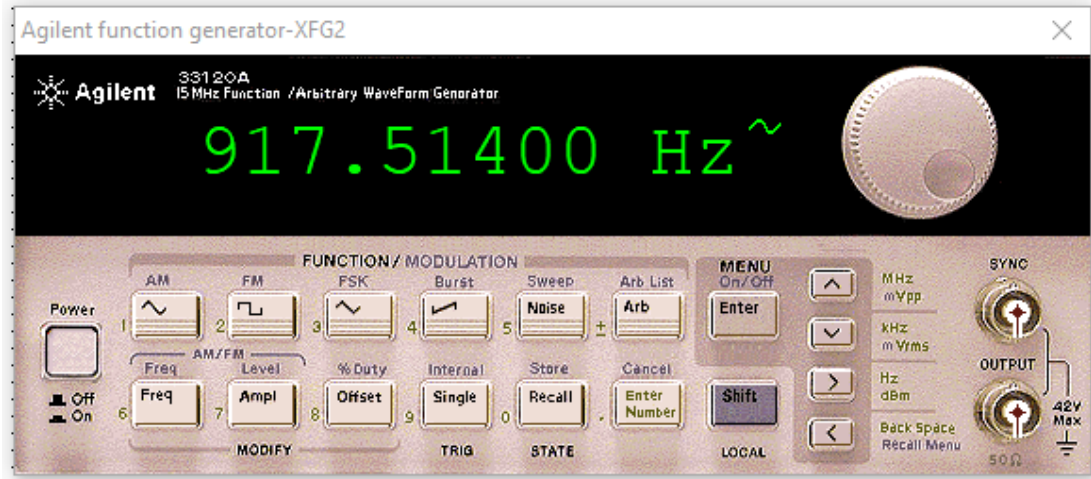 Agilent function generator-XFG2
Agilent
33120A
15 MHz Function / Arbitrary WaveForm Genorator
917.51400 Hz ~
FUNCTION / MODULATION
MENU
On/Off
SYNC
AM FM FSK Burst Sweep Arb List
Power
Noise Arb Enter
1 2 3 4 5 ±
MHz
mVpp
kHz
mVrms
AM/FM
Freq Level % Duty Internal Store Cancel
Hz
dBm
OUTPUT
Off
On
Freq Ampl Offset Single Recall Enter Number Shift
6 7 8 9 0 .
Back Space
Recall Menu
42V
Max
MODIFY TRIG STATE LOCAL
50Ω